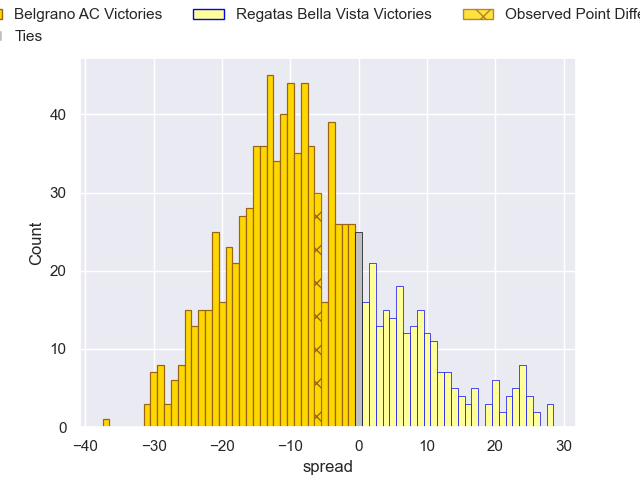 Belgrano AC Victories Regatas Bella Vista Victories Observed Point
Ties
Count
40
30
20
10
0
−40 −30 −20 −10 0 10 20 30
spread